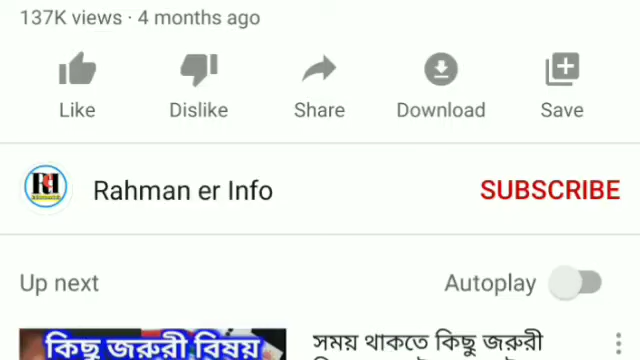 137K views · 4 months ago
Like Dislike Share Download Save
Rahman er Info SUBSCRIBE
Up next Autoplay
কিছু জরুরী বিষয় সময় থাকতে কিছু জরুরী